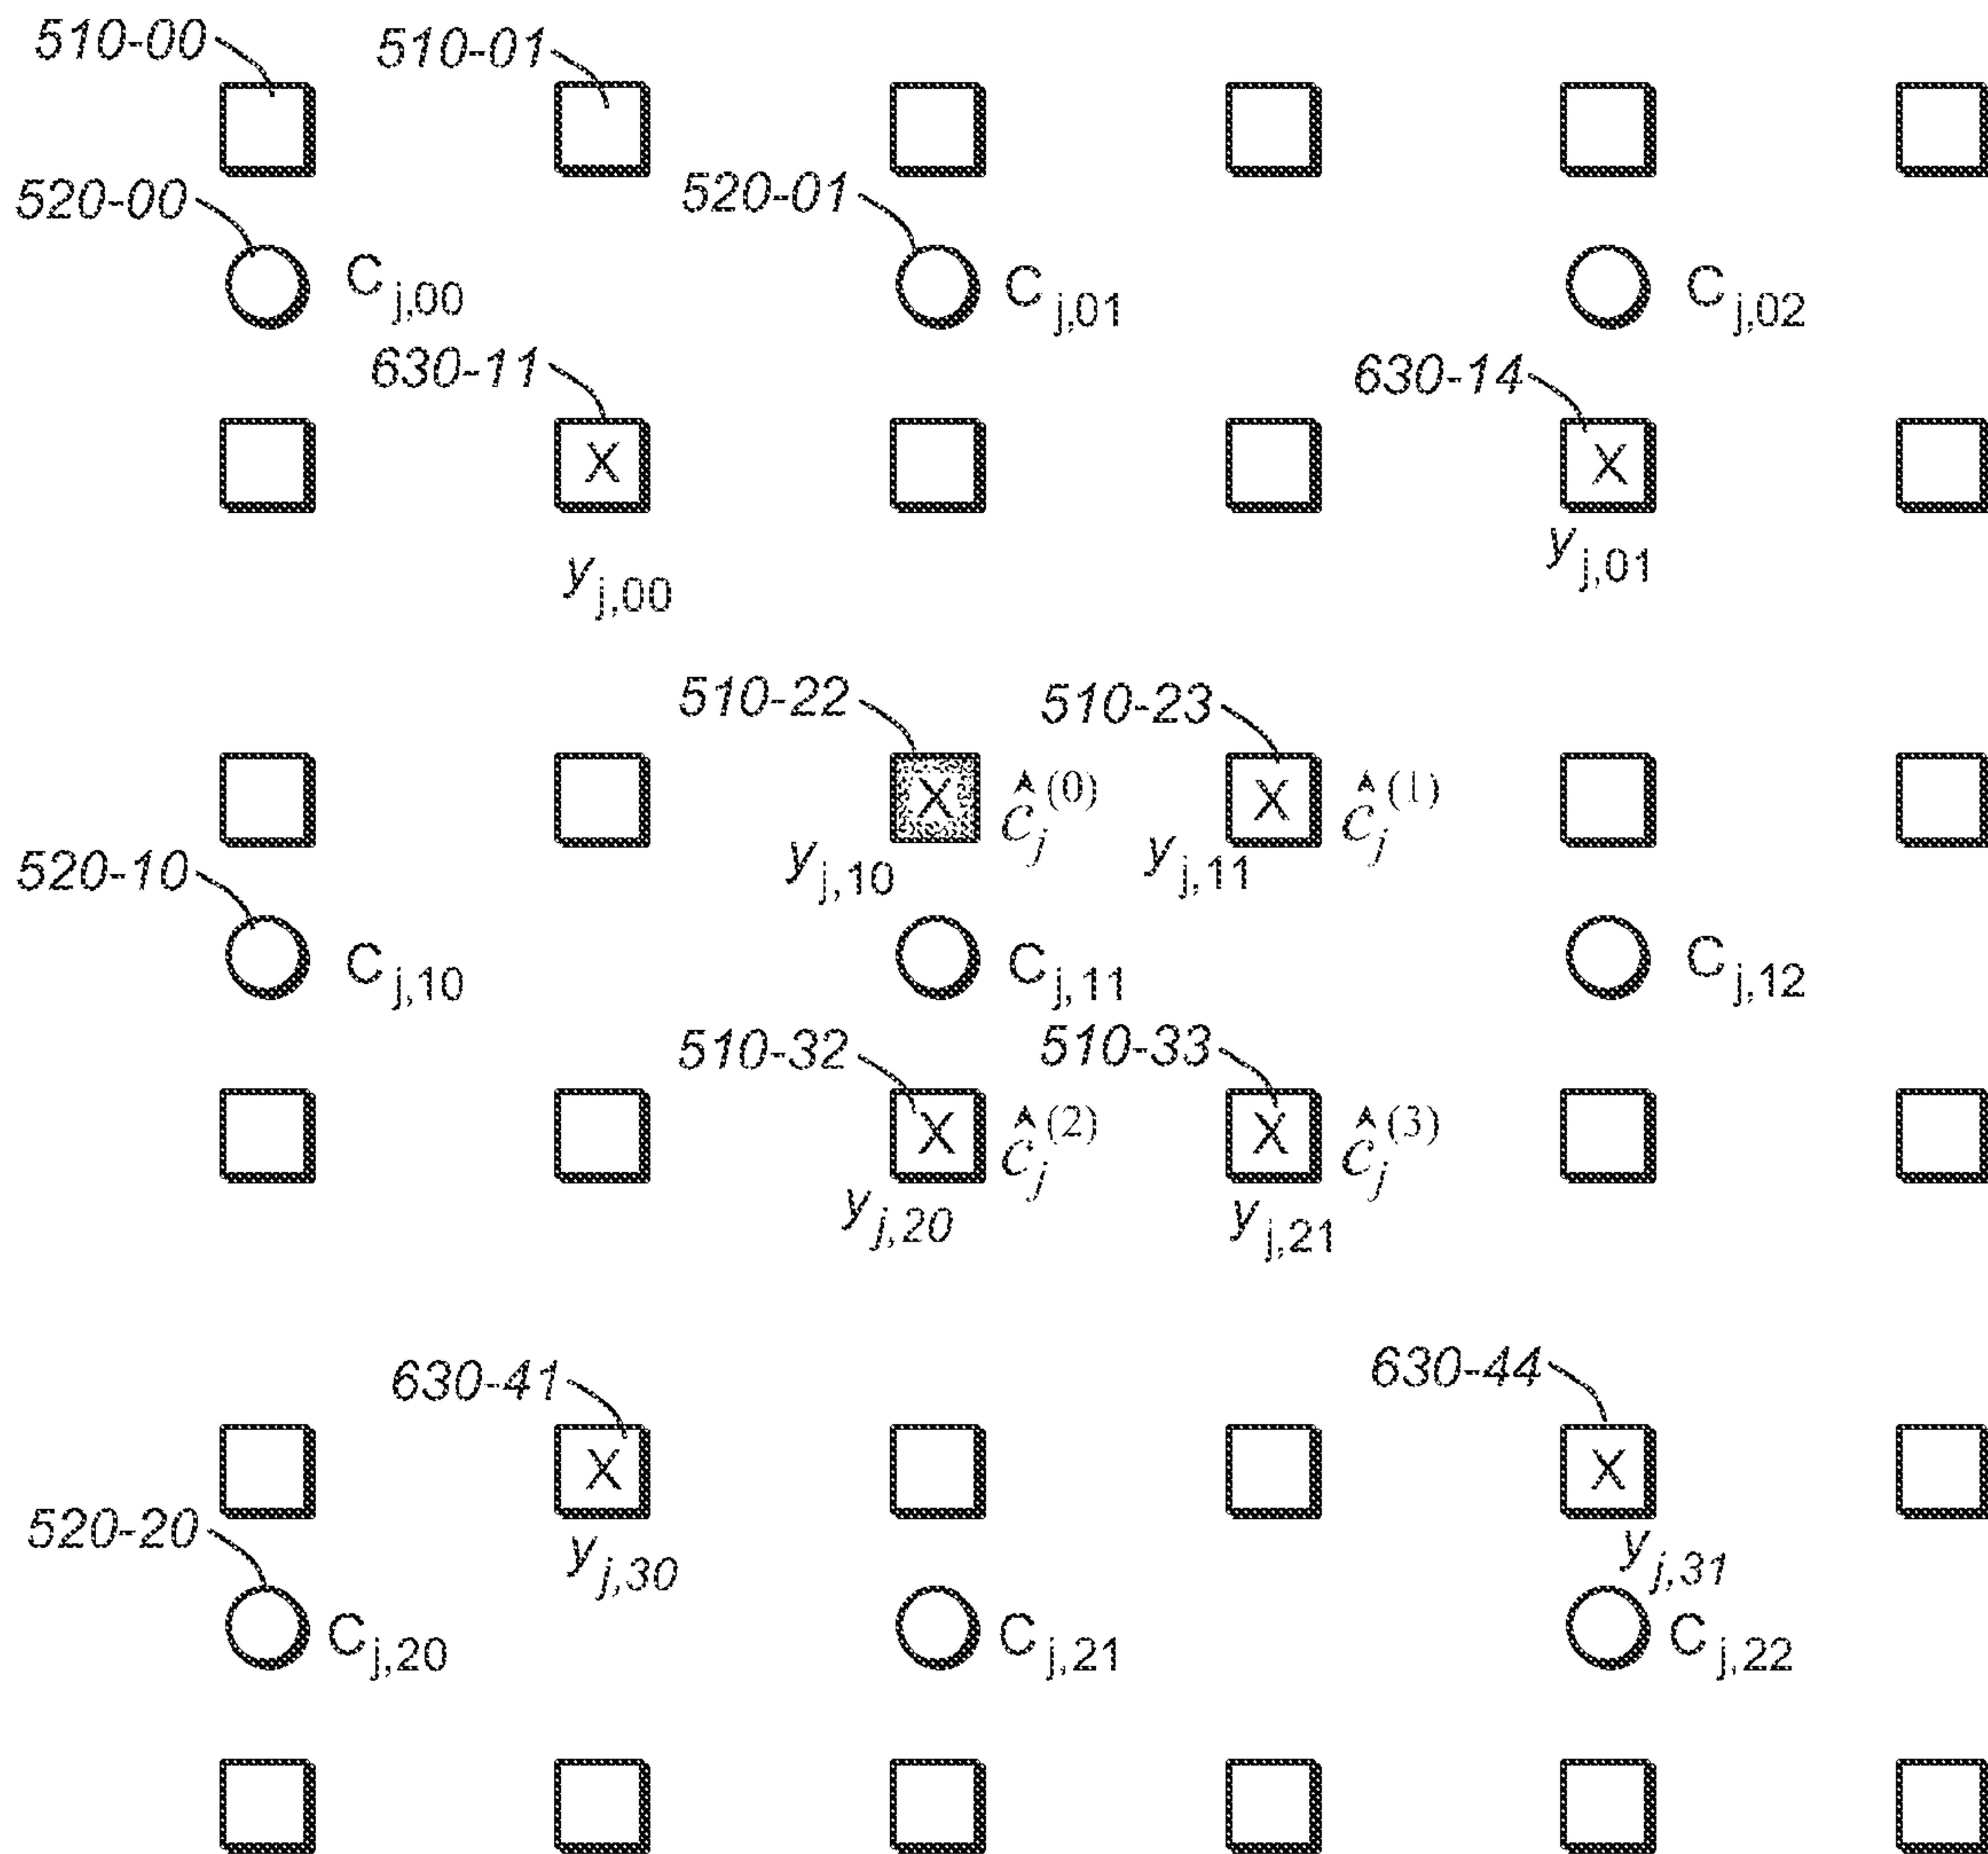 510-00 510-01
520-00 520-01
C j,00 C j,01 C j,02
630-11 630-14
X X
y j,00 y j,01
510-22 510-23
X ĉ j (0) X ĉ j (1)
y j,10 y j,11
520-10
C j,10 C j,11 C j,12
510-32 510-33
X ĉ j (2) X ĉ j (3)
y j,20 y j,21
630-41 630-44
X X
520-20 y j,30 y j,31
C j,20 C j,21 C j,22